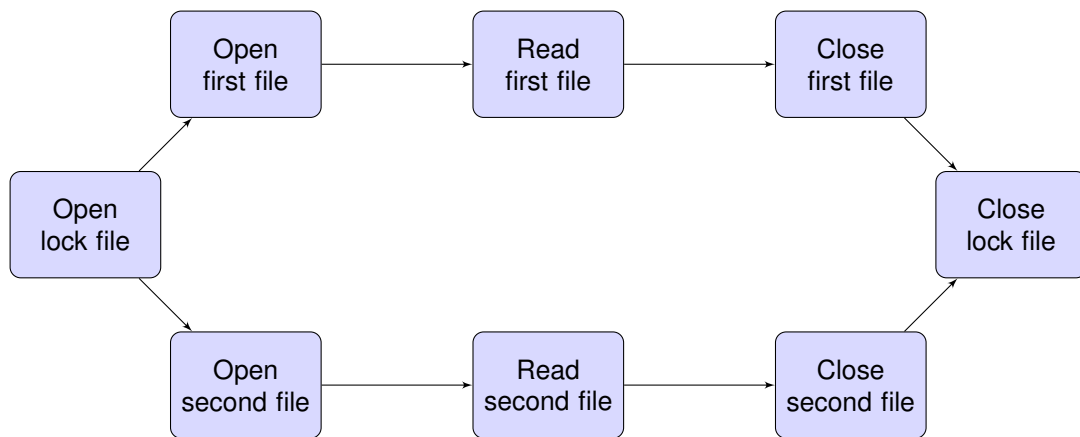 Open
first file
Read
first file
Close
first file
Open
lock file
Close
lock file
Open
second file
Read
second file
Close
second file